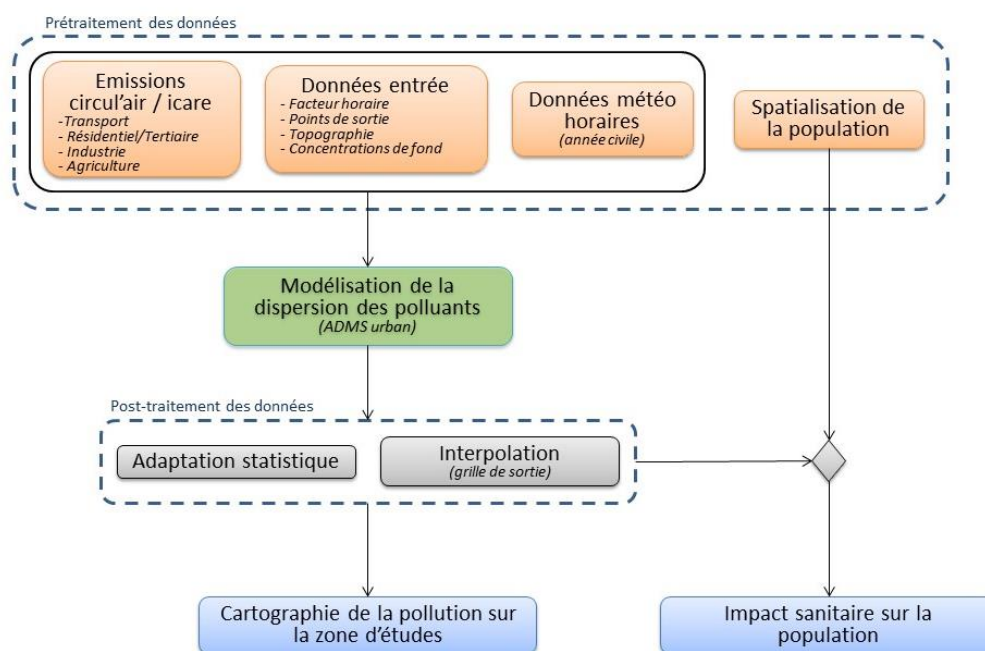 Prétraitement des données
Emissions
circul'air / icare
-Transport
- Résidentiel/Tertiaire
- Industrie
- Agriculture
Données entrée
- Facteur horaire
- Points de sortie
- Topographie
- Concentrations de fond
Données météo
horaires
(année civile)
Spatialisation de
la population
Modélisation de la
dispersion des polluants
(ADMS urban)
Post-traitement des données
Adaptation statistique
Interpolation
(grille de sortie)
Cartographie de la pollution sur
la zone d'études
Impact sanitaire sur la
population